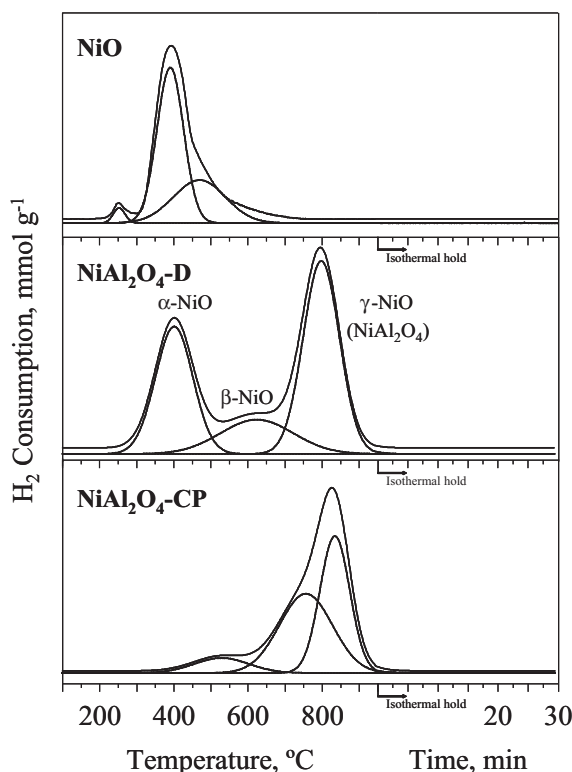 NiO
H₂ Consumption, mmol g⁻¹
Isothermal hold
NiAl₂O₄-D
α-NiO
β-NiO
γ-NiO
(NiAl₂O₄)
Isothermal hold
NiAl₂O₄-CP
Isothermal hold
200 400 600 800 20 30
Temperature, ºC Time, min